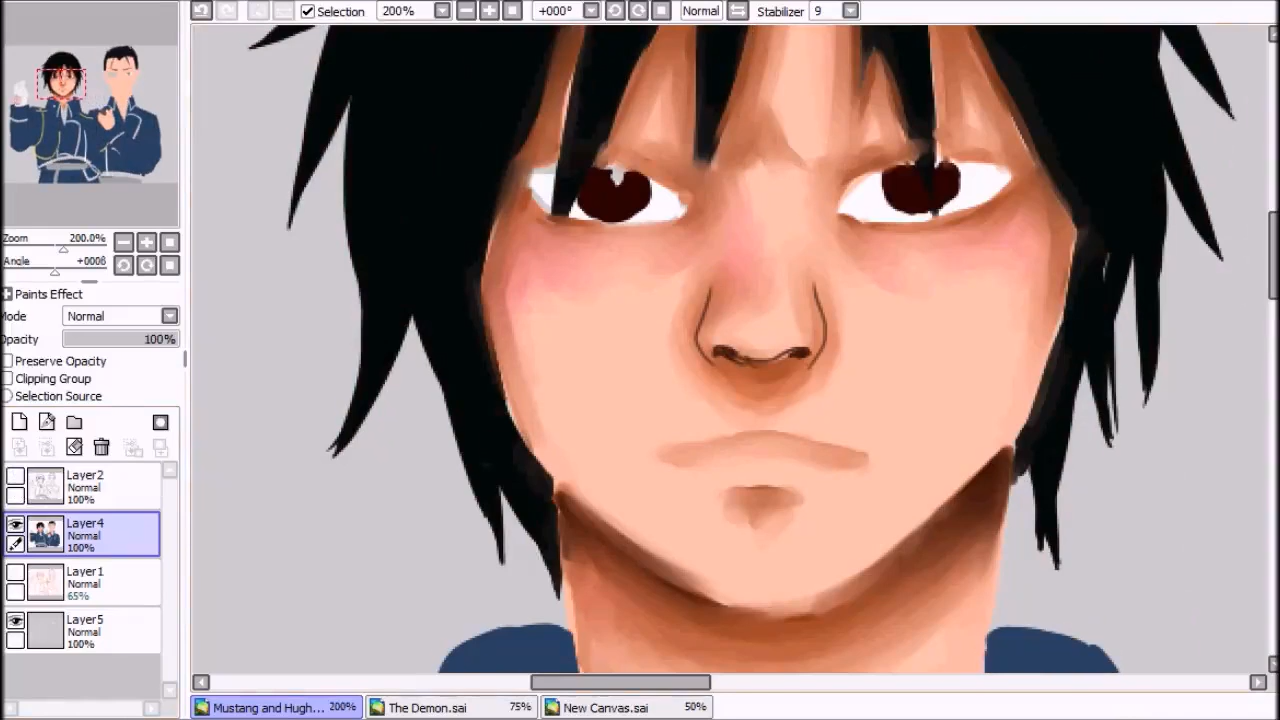 Selection 200% +000° Normal Stabilizer 9
Zoom 200.0%
Angle
Paints Effect
Mode Normal
Opacity 100%
Preserve Opacity
Clipping Group
Selection Source
Layer2
Normal
100%
Layer4
Normal
100%
Layer1
Normal
65%
Layer5
Normal
100%
Mustang and Hugh... 200% The Demon.sai 75% New Canvas.sai 50%